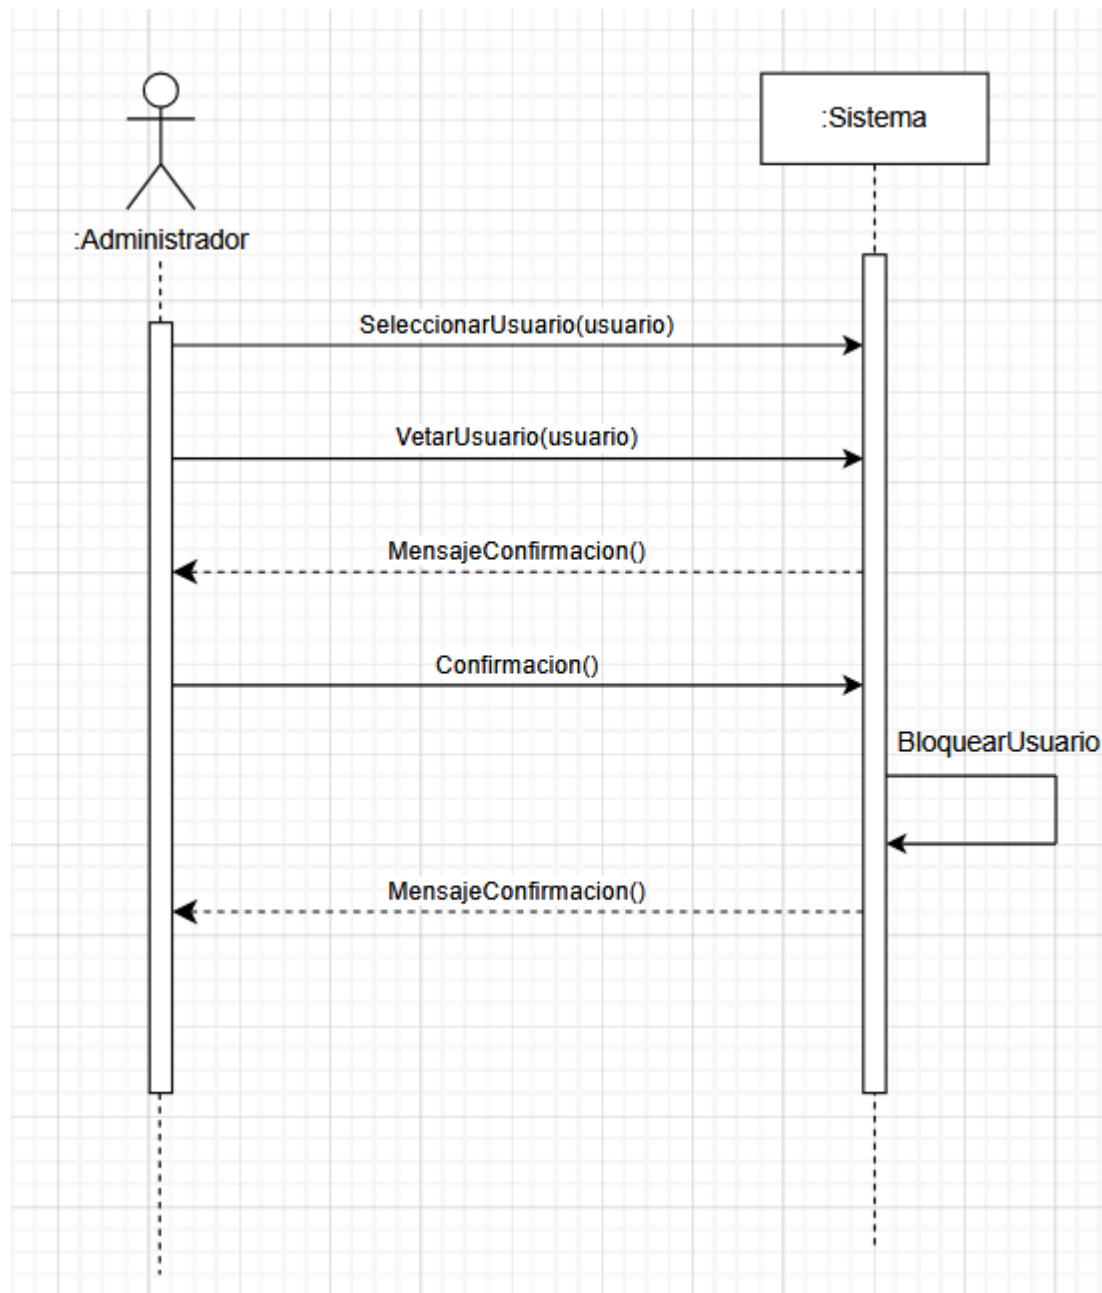 :Sistema
:Administrador
SeleccionarUsuario(usuario)
VetarUsuario(usuario)
MensajeConfirmacion()
Confirmacion()
BloquearUsuario
MensajeConfirmacion()